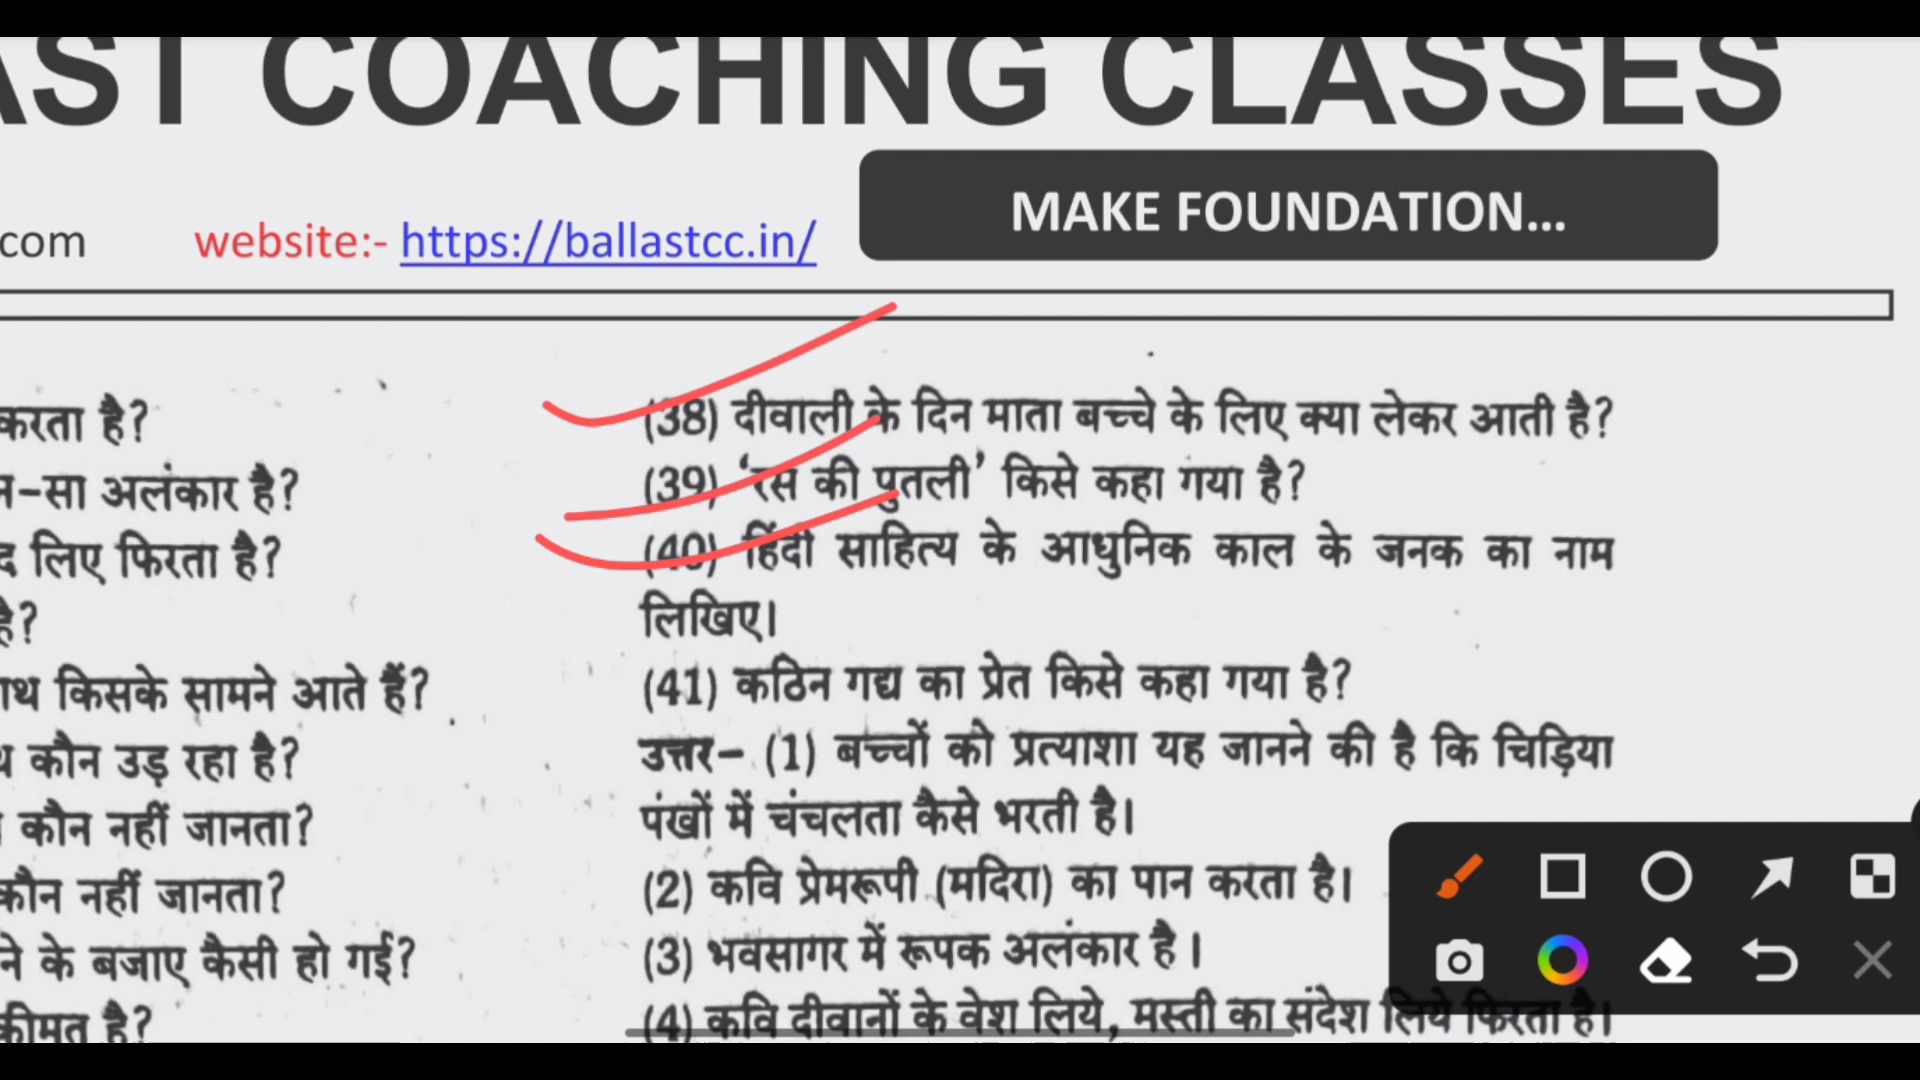 AST COACHING CLASSES
MAKE FOUNDATION...
com website:- https://ballastcc.in/
करता है?
न-सा अलंकार है?
लिए फिरता है?
है?
किसके सामने आते हैं?
कौन उड़ रहा है?
कौन नहीं जानता?
कौन नहीं जानता?
ने के बजाए कैसी हो गई?
कीमत है?
(38) दीवाली के दिन माता बच्चे के लिए क्या लेकर आती है?
(39) ‘रस की पुतली’ किसे कहा गया है?
(40) हिंदी साहित्य के आधुनिक काल के जनक का नाम
लिखिए।
(41) कठिन गद्य का प्रेत किसे कहा गया है?
उत्तर– (1) बच्चों को प्रत्याशा यह जानने की है कि चिड़िया
पंखों में चंचलता कैसे भरती है।
(2) कवि प्रेमरूपी (मदिरा) का पान करता है।
(3) भवसागर में रूपक अलंकार है।
(4) कवि दीवानों के वेश लिये, मस्ती का संदेश लिये फिरता है।